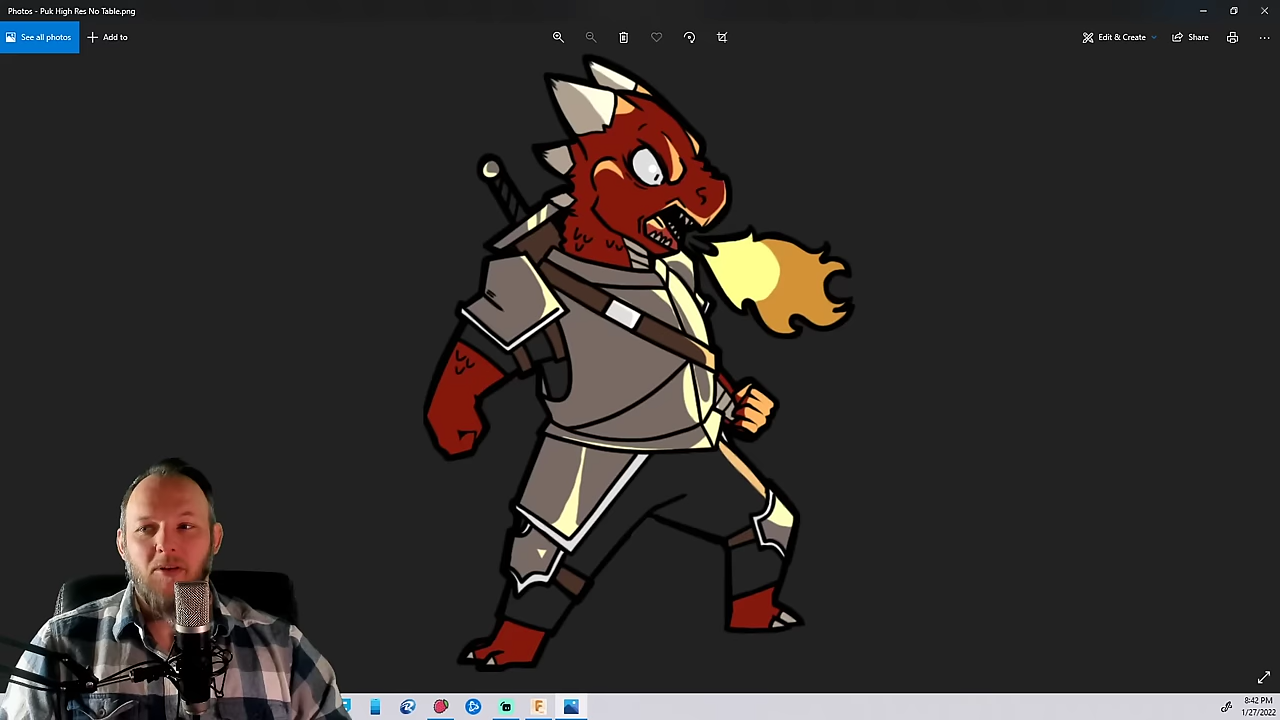 Photos - Puk High Res No Table.png
See all photos
Add to
Edit & Create
Share
8:42 PM
1/27/2022